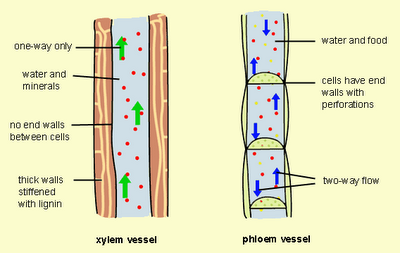 one-way only
water and
minerals
no end walls
between cells
thick walls
stiffened
with lignin
xylem vessel
water and food
cells have end
walls with
perforations
two-way flow
phloem vessel